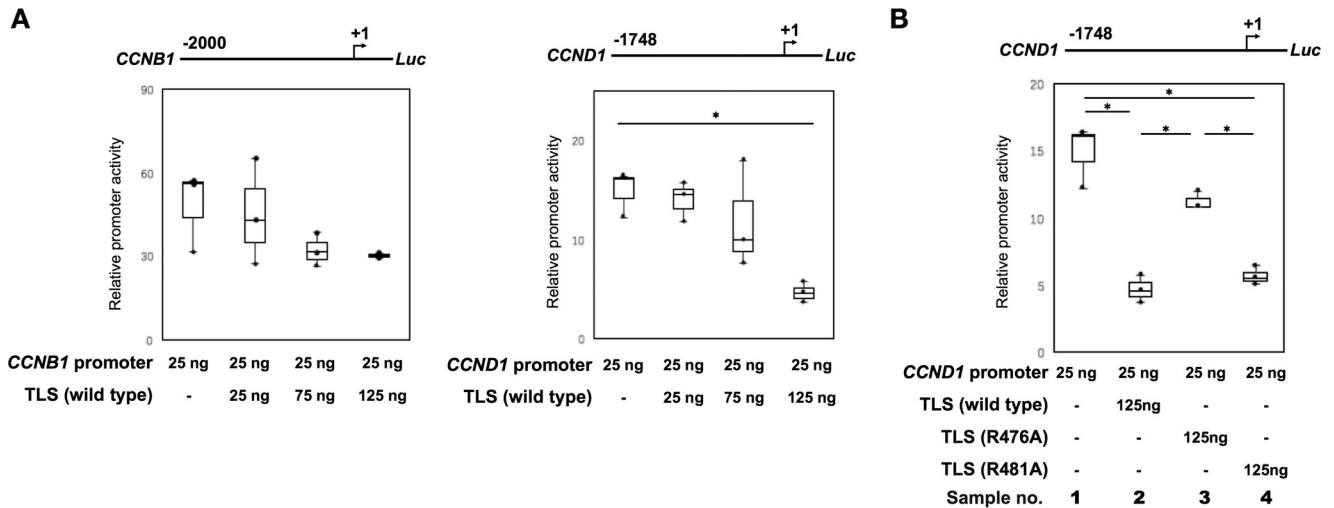 A
CCNB1 -2000 +1 Luc
Relative promoter activity
90
60
30
0
CCNB1 promoter 25 ng 25 ng 25 ng 25 ng
TLS (wild type) - 25 ng 75 ng 125 ng
CCND1 -1748 +1 Luc
Relative promoter activity
*
20
10
0
CCND1 promoter 25 ng 25 ng 25 ng 25 ng
TLS (wild type) - 25 ng 75 ng 125 ng
B
CCND1 -1748 +1 Luc
Relative promoter activity
20
15
10
5
0
*
* * *
CCND1 promoter 25 ng 25 ng 25 ng 25 ng
TLS (wild type) - 125ng - -
TLS (R476A) - - 125ng -
TLS (R481A) - - - 125ng
Sample no. 1 2 3 4